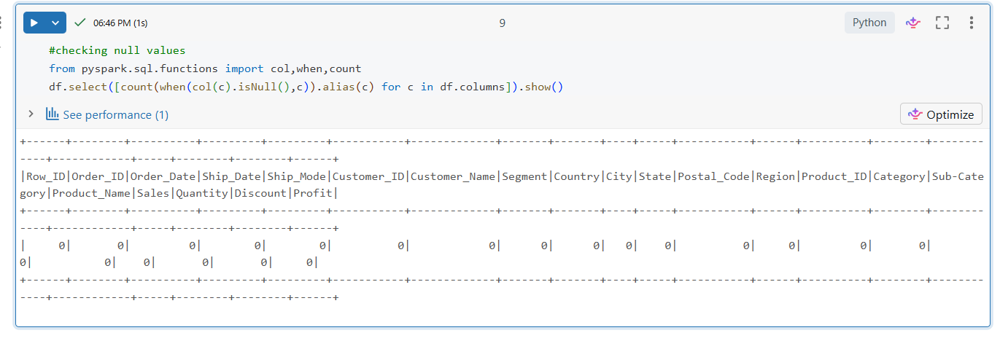 06:46 PM (1s)
9
Python
#checking null values
from pyspark.sql.functions import col,when,count
df.select([count(when(col(c).isNull(),c)).alias(c) for c in df.columns]).show()
See performance (1)
Optimize
+------+--------+----------+---------+---------+-----------+-------------+-------+-------+----+-----+-----------+------+----------+--------+--------
----+------------+-----+--------+--------+------+
|Row_ID|Order_ID|Order_Date|Ship_Date|Ship_Mode|Customer_ID|Customer_Name|Segment|Country|City|State|Postal_Code|Region|Product_ID|Category|Sub-Cate
gory|Product_Name|Sales|Quantity|Discount|Profit|
+------+--------+----------+---------+---------+-----------+-------------+-------+-------+----+-----+-----------+------+----------+--------+--------
----+------------+-----+--------+--------+------+
|     0|       0|         0|        0|        0|          0|            0|      0|      0|   0|    0|          0|     0|         0|       0|
0|           0|    0|       0|       0|     0|
+------+--------+----------+---------+---------+-----------+-------------+-------+-------+----+-----+-----------+------+----------+--------+--------
----+------------+-----+--------+--------+------+